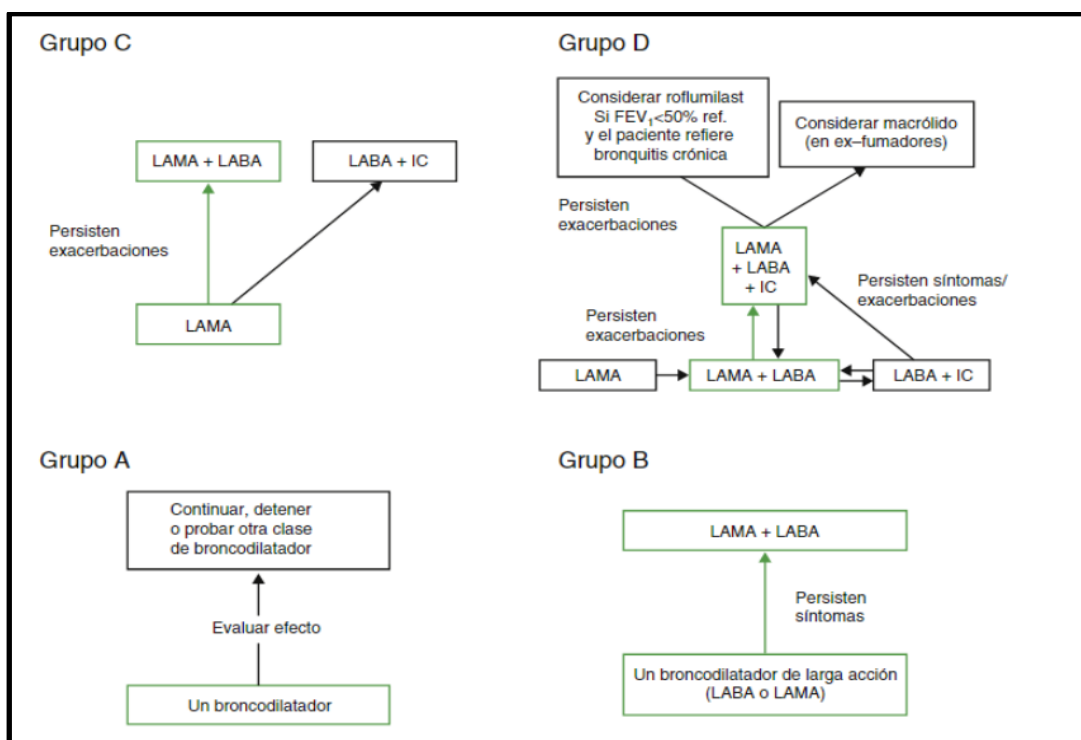 Grupo C
LAMA + LABA
LABA + IC
Persisten
exacerbaciones
LAMA
Grupo D
Considerar roflumilast
Si FEV₁<50% ref.
y el paciente refiere
bronquitis crónica
Considerar macrólido
(en ex–fumadores)
Persisten
exacerbaciones
LAMA
+ LABA
+ IC
Persisten síntomas/
exacerbaciones
Persisten
exacerbaciones
LAMA
LAMA + LABA
LABA + IC
Grupo A
Continuar, detener
o probar otra clase
de broncodilatador
Evaluar efecto
Un broncodilatador
Grupo B
LAMA + LABA
Persisten
síntomas
Un broncodilatador de larga acción
(LABA o LAMA)